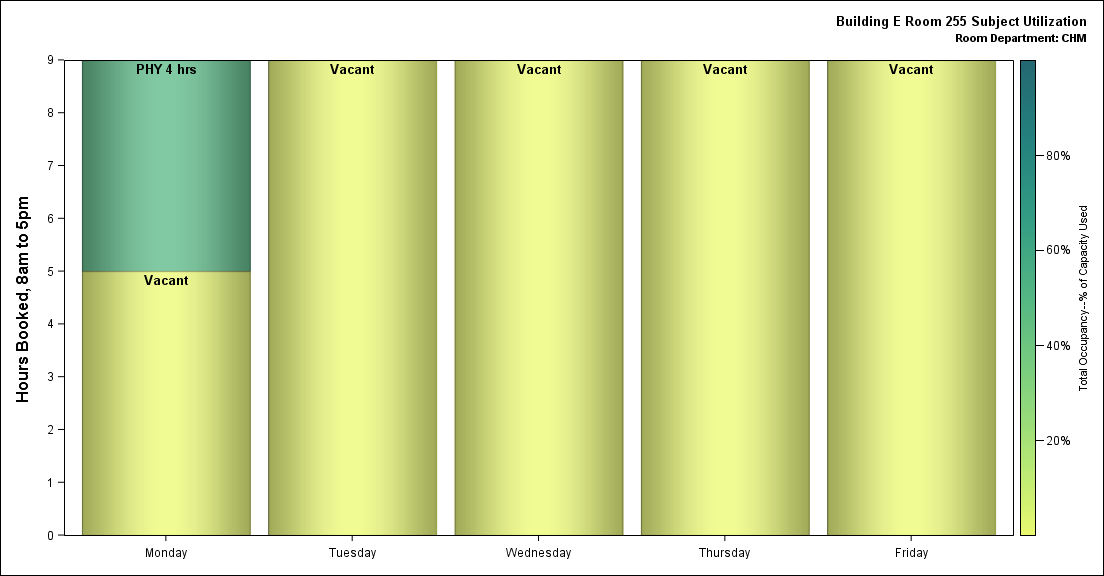 Building E Room 255 Subject Utilization
Room Department: CHM
Hours Booked, 8am to 5pm
9
8
7
6
5
4
3
2
1
0
PHY 4 hrs
Vacant
Vacant
Vacant
Vacant
Vacant
Monday
Tuesday
Wednesday
Thursday
Friday
80%
60%
40%
20%
Total Occupancy--% of Capacity Used